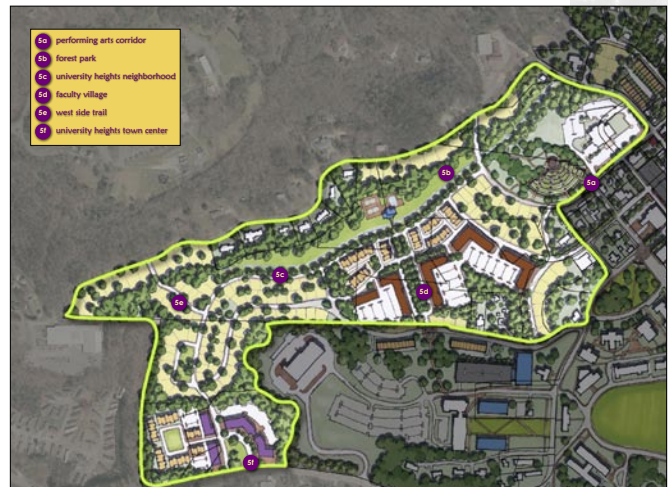 5a performing arts corridor
5b forest park
5c university heights neighborhood
5d faculty village
5e west side trail
5f university heights town center
5b
5a
5c
5d
5e
5f